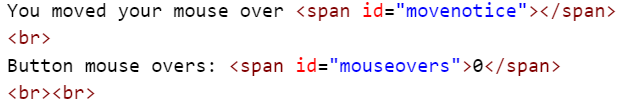 You moved your mouse over <span id="movenotice"></span>
<br>
Button mouse overs: <span id="mouseovers">0</span>
<br><br>